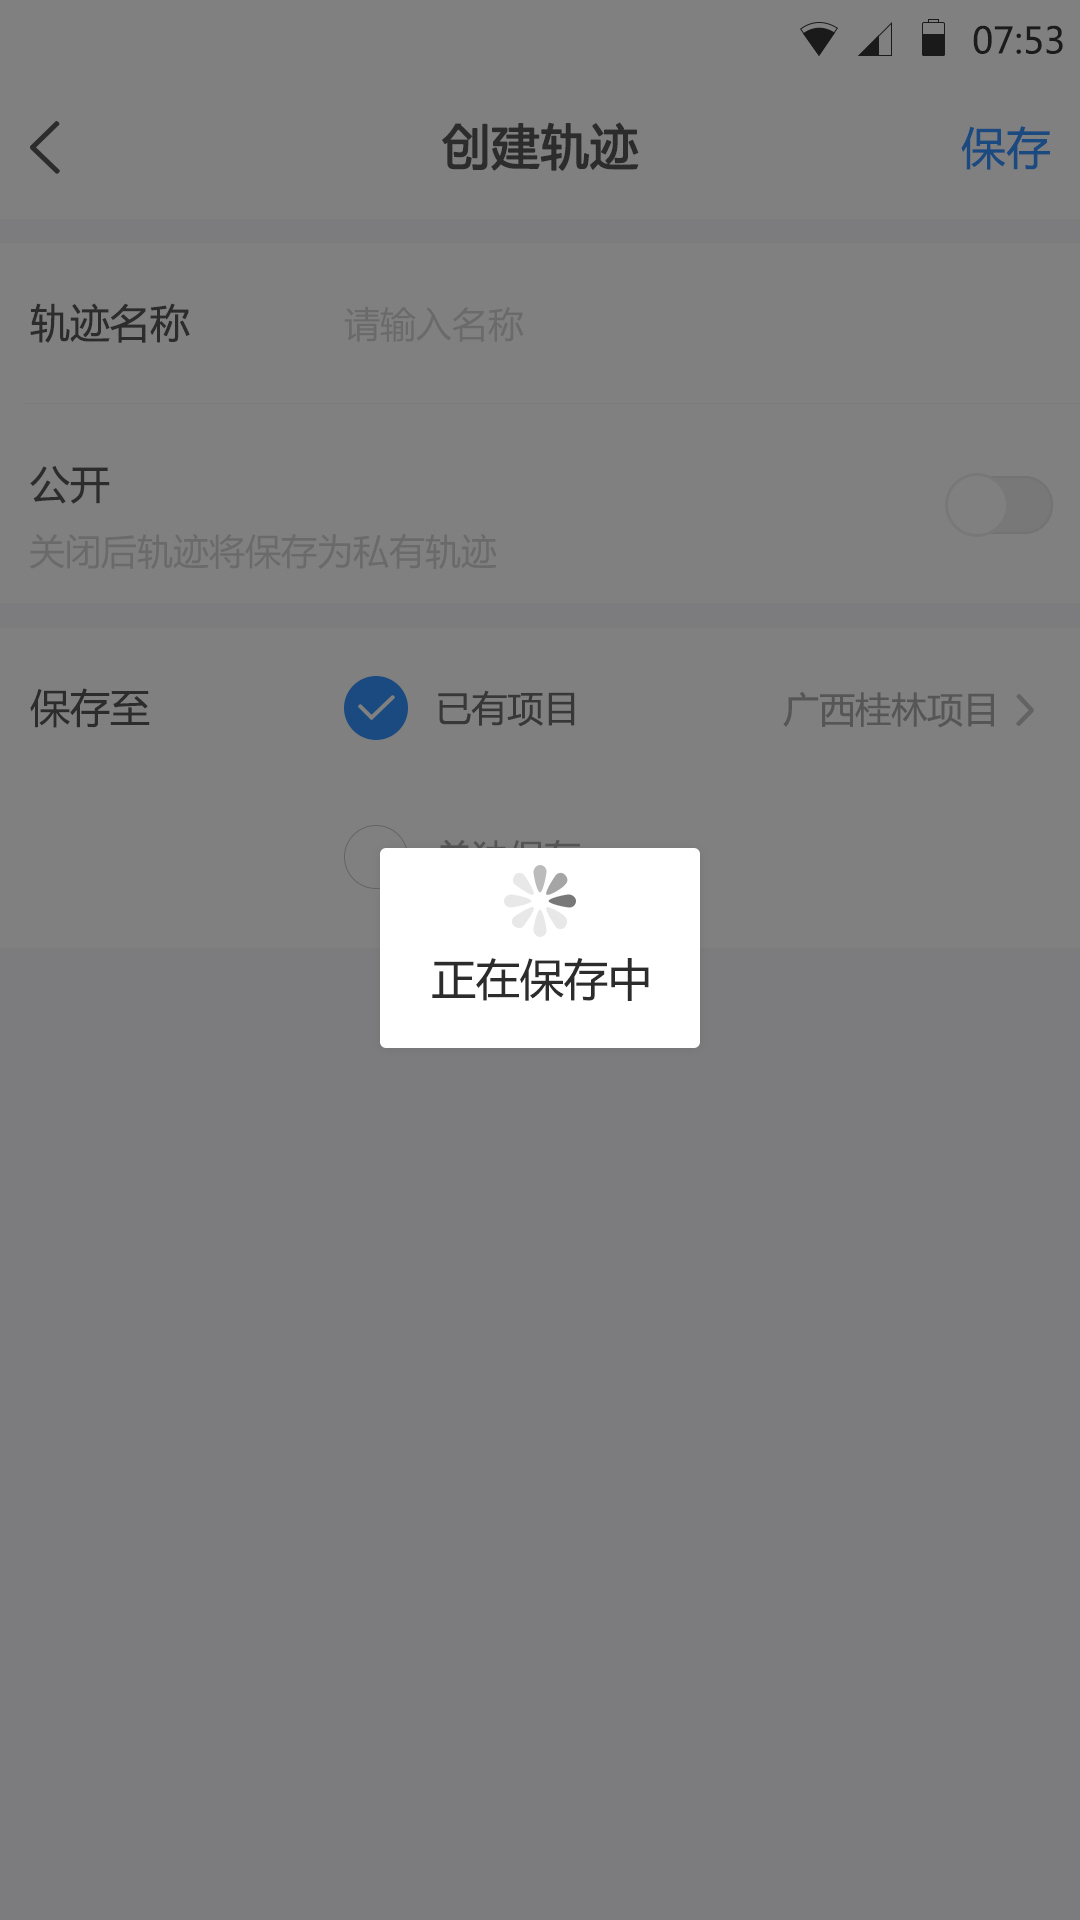 07:53
创建轨迹
保存
轨迹名称
请输入名称
公开
关闭后轨迹将保存为私有轨迹
保存至
已有项目
广西桂林项目
正在保存中